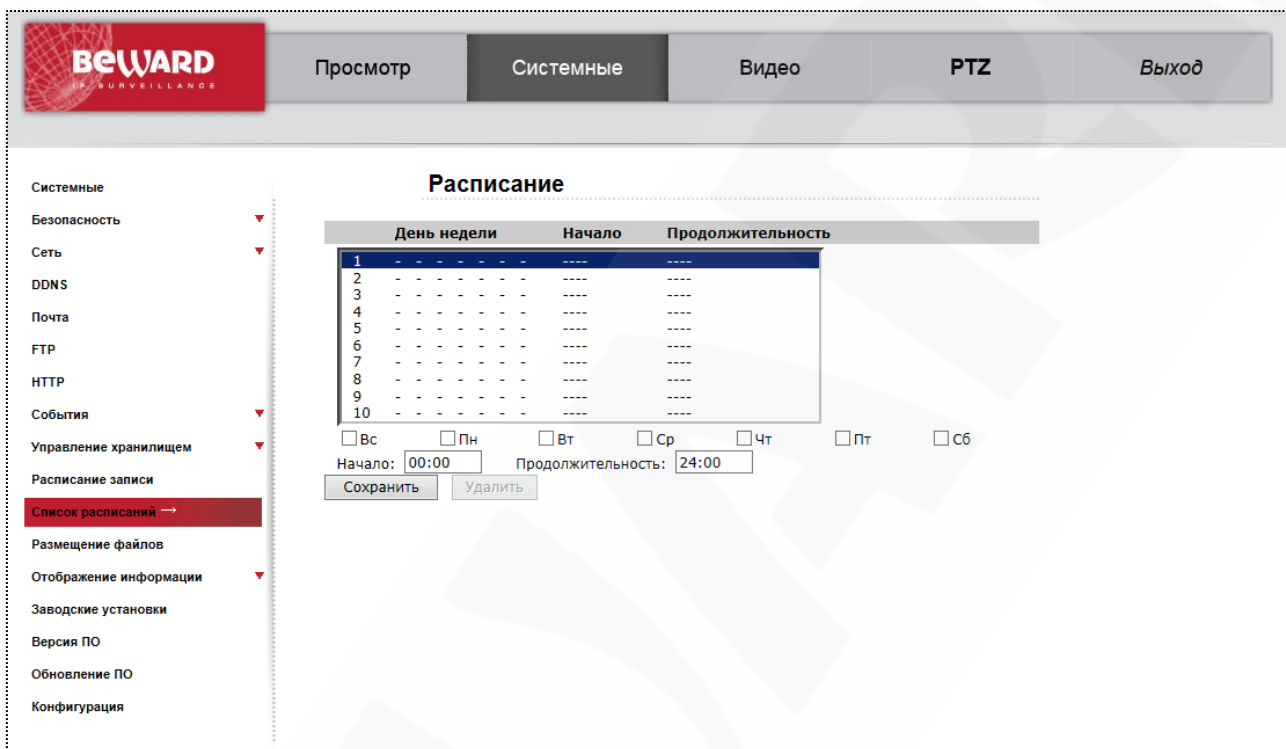 BEWARD
IP SURVEILLANCE
Просмотр Системные Видео PTZ Выход
Системные
Безопасность
Сеть
DDNS
Почта
FTP
HTTP
События
Управление хранилищем
Расписание записи
Список расписаний →
Размещение файлов
Отображение информации
Заводские установки
Версия ПО
Обновление ПО
Конфигурация
Расписание
День недели Начало Продолжительность
1 - - - - - - - ---- ----
2 - - - - - - - ---- ----
3 - - - - - - - ---- ----
4 - - - - - - - ---- ----
5 - - - - - - - ---- ----
6 - - - - - - - ---- ----
7 - - - - - - - ---- ----
8 - - - - - - - ---- ----
9 - - - - - - - ---- ----
10 - - - - - - - ---- ----
Вс Пн Вт Ср Чт Пт Сб
Начало: 00:00 Продолжительность: 24:00
Сохранить Удалить